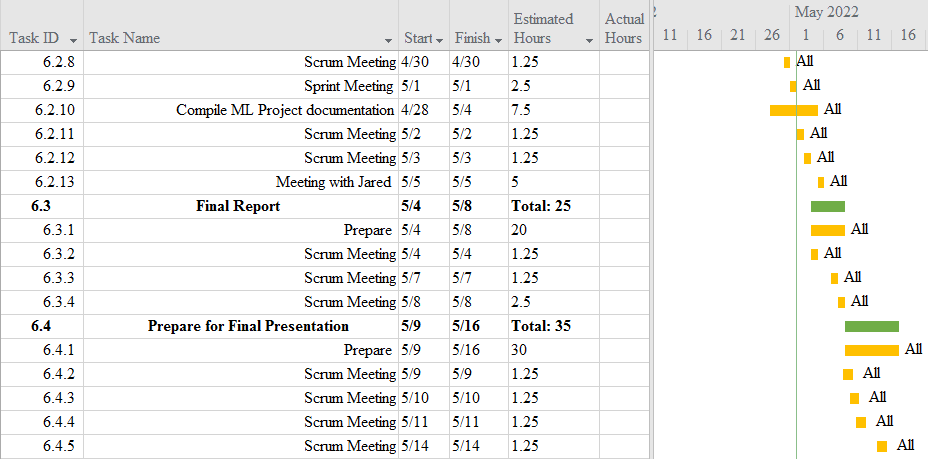 2 May 2022
Task ID Task Name Start Finish Estimated Hours Actual Hours 11 16 21 26 1 6 11 16
6.2.8 Scrum Meeting 4/30 4/30 1.25 All
6.2.9 Sprint Meeting 5/1 5/1 2.5 All
6.2.10 Compile ML Project documentation 4/28 5/4 7.5 All
6.2.11 Scrum Meeting 5/2 5/2 1.25 All
6.2.12 Scrum Meeting 5/3 5/3 1.25 All
6.2.13 Meeting with Jared 5/5 5/5 5 All
6.3 Final Report 5/4 5/8 Total: 25
6.3.1 Prepare 5/4 5/8 20 All
6.3.2 Scrum Meeting 5/4 5/4 1.25 All
6.3.3 Scrum Meeting 5/7 5/7 1.25 All
6.3.4 Scrum Meeting 5/8 5/8 2.5 All
6.4 Prepare for Final Presentation 5/9 5/16 Total: 35
6.4.1 Prepare 5/9 5/16 30 All
6.4.2 Scrum Meeting 5/9 5/9 1.25 All
6.4.3 Scrum Meeting 5/10 5/10 1.25 All
6.4.4 Scrum Meeting 5/11 5/11 1.25 All
6.4.5 Scrum Meeting 5/14 5/14 1.25 All